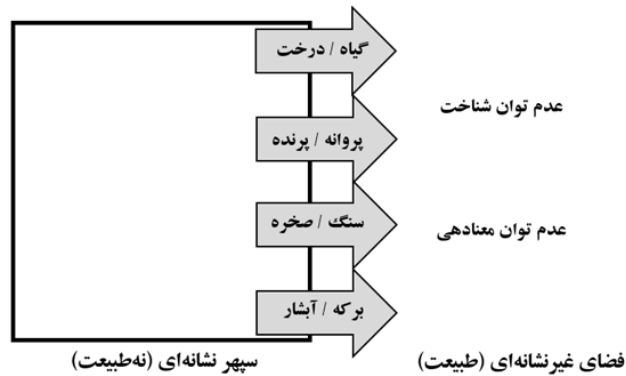 گیاه / درخت
عدم توان شناخت
پروانه / پرنده
سنگ / صخره
عدم توان معنادهی
برکه / آبشار
فضای غیرنشانه‌ای (طبیعت)
سپهر نشانه‌ای (نه‌طبیعت)